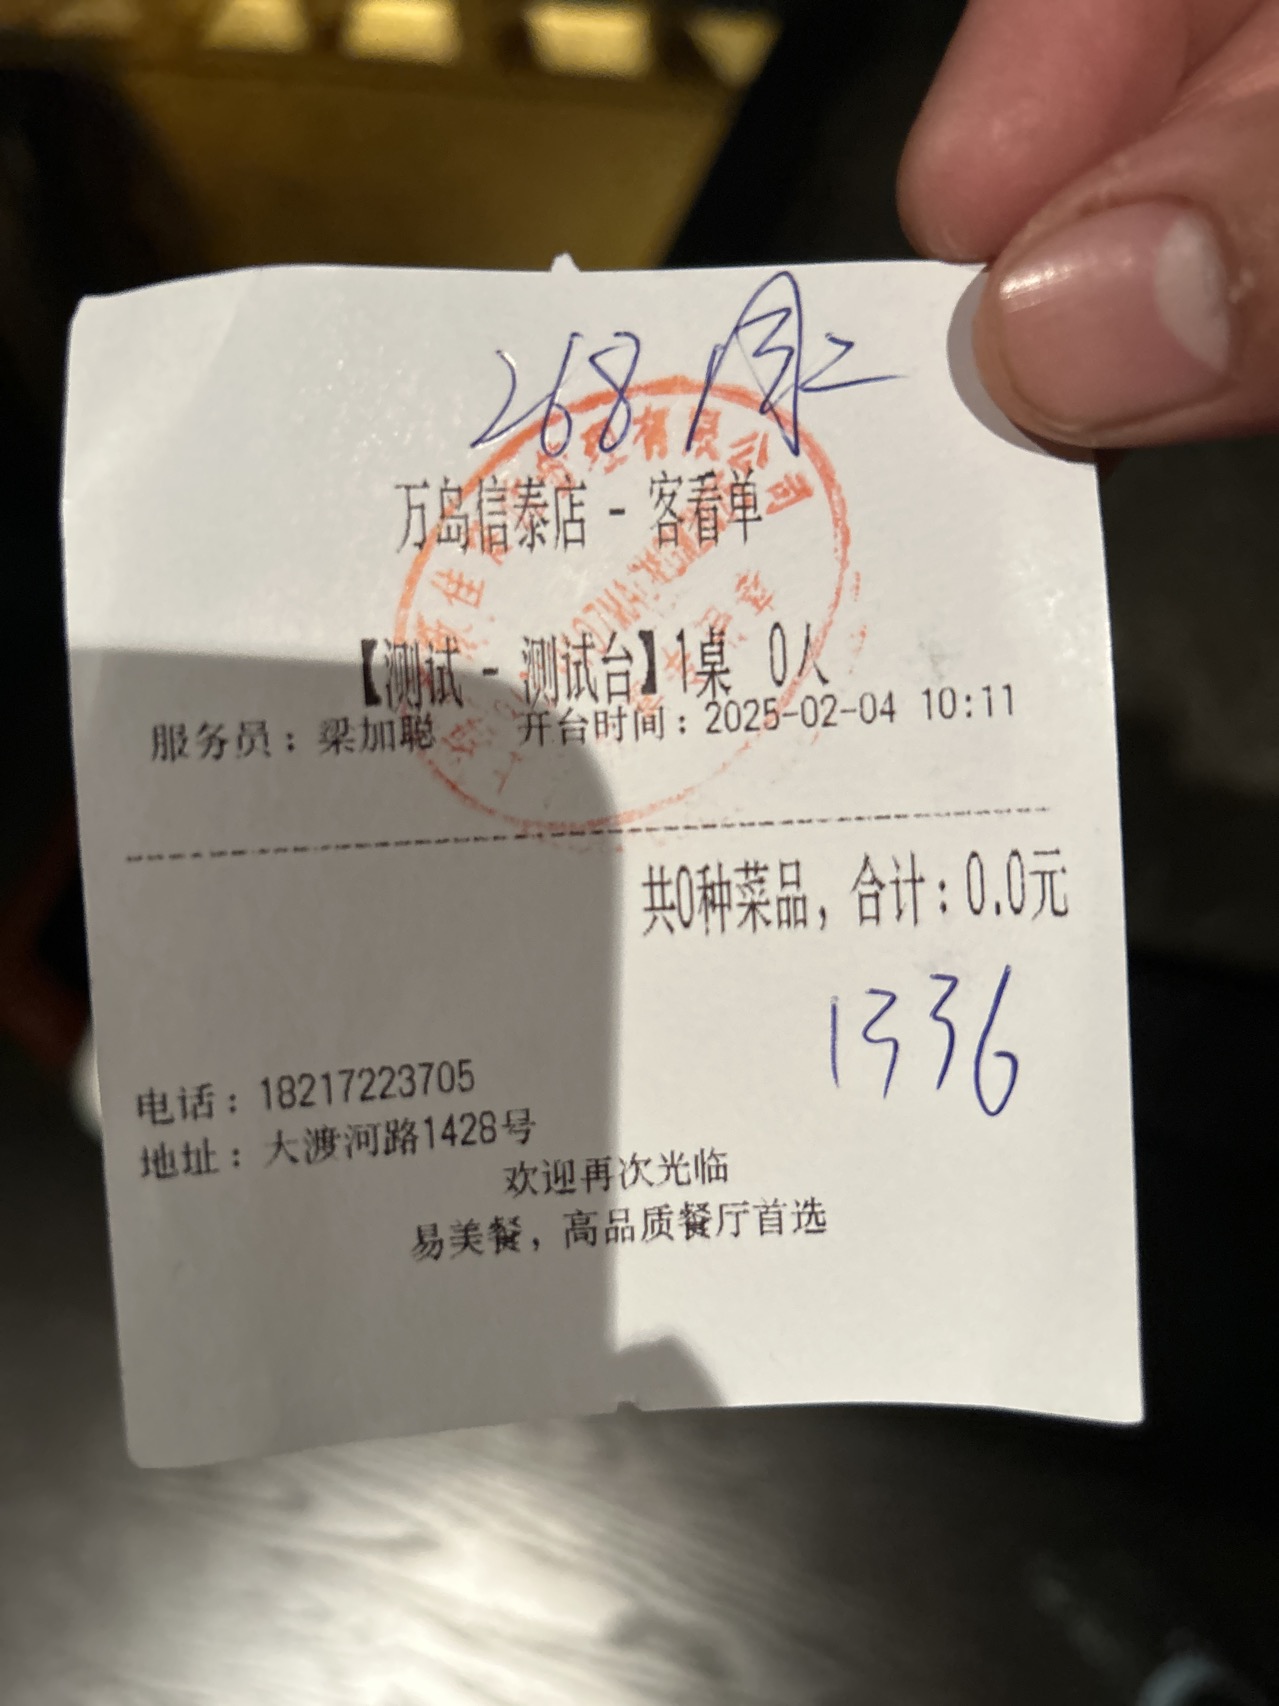 268
万岛信泰店 - 客看单
有限公司
【测试 - 测试台】1桌 0人
服务员：梁加聪 开台时间：2025-02-04 10:11
共0种菜品，合计：0.0元
1336
电话：18217223705
地址：大渡河路1428号
欢迎再次光临
易美餐，高品质餐厅首选